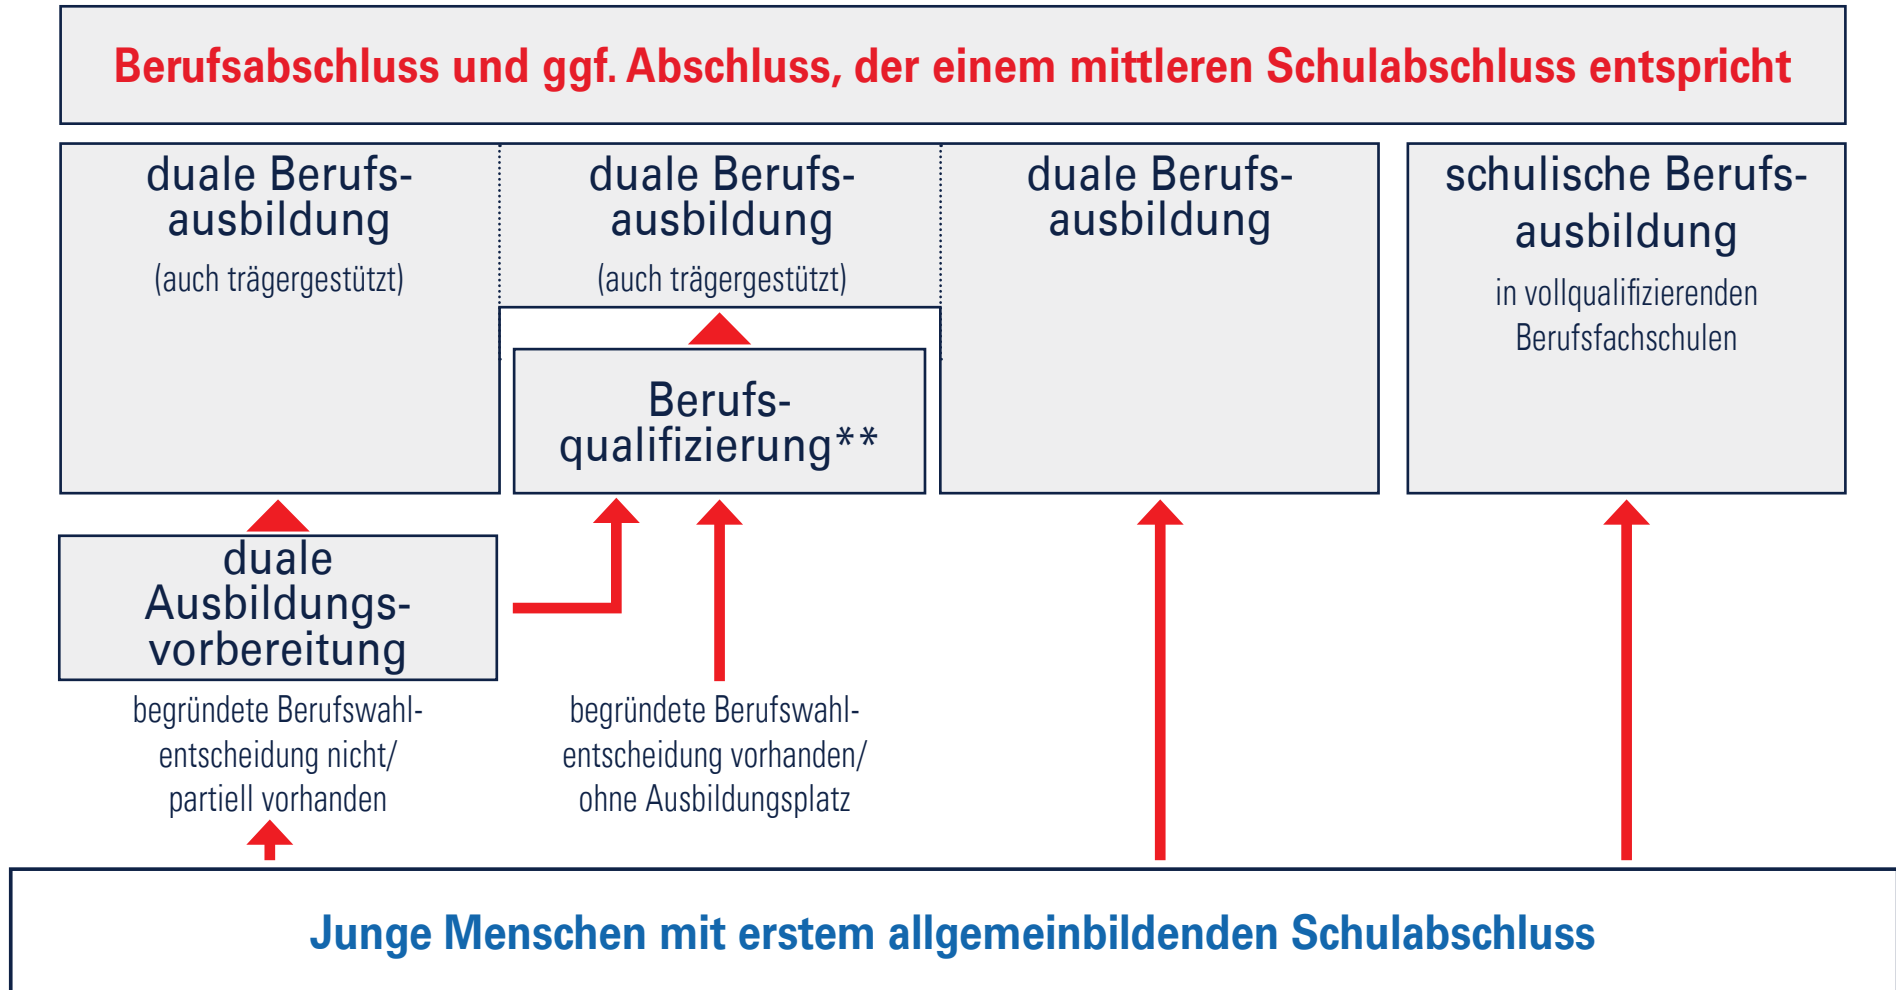 Berufsabschluss und ggf. Abschluss, der einem mittleren Schulabschluss entspricht
duale Berufs-
ausbildung
(auch trägergestützt)
duale Berufs-
ausbildung
(auch trägergestützt)
duale Berufs-
ausbildung
schulische Berufs-
ausbildung
in vollqualifizierenden
Berufsfachschulen
Berufs-
qualifizierung**
duale
Ausbildungs-
vorbereitung
begründete Berufswahl-
entscheidung nicht/
partiell vorhanden
begründete Berufswahl-
entscheidung vorhanden/
ohne Ausbildungsplatz
Junge Menschen mit erstem allgemeinbildenden Schulabschluss